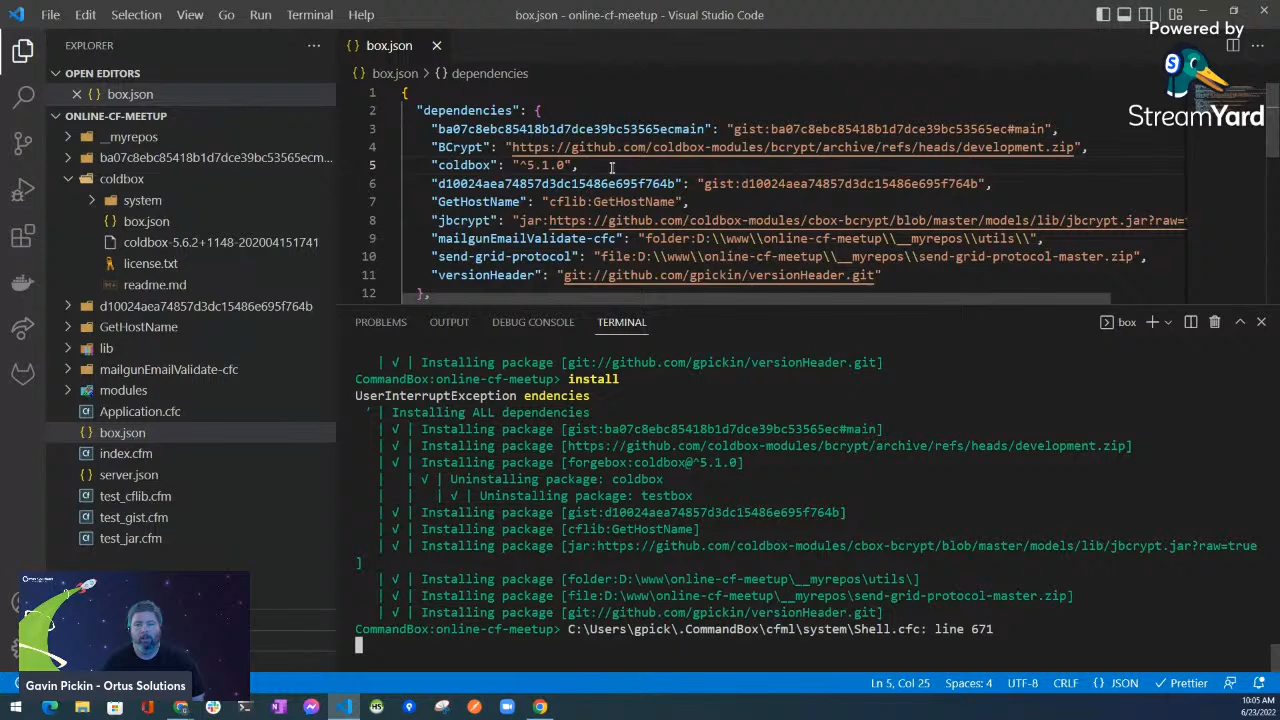 File Edit Selection View Go Run Terminal Help
box.json - online-cf-meetup - Visual Studio Code
Powered by
StreamYard
EXPLORER
OPEN EDITORS
{} box.json
ONLINE-CF-MEETUP
__myrepos
ba07c8ebc85418b1d7dce39bc53565ecm...
coldbox
system
box.json
coldbox-5.6.2+1148-202004151741
license.txt
readme.md
d10024aea74857d3dc15486e695f764b
GetHostName
lib
mailgunEmailValidate-cfc
modules
Application.cfc
box.json
index.cfm
server.json
test_cflib.cfm
test_gist.cfm
test_jar.cfm
{} box.json
{} box.json > {} dependencies
1 {
2 "dependencies": {
3 "ba07c8ebc85418b1d7dce39bc53565ecmain": "gist:ba07c8ebc85418b1d7dce39bc53565ec#main",
4 "BCrypt": "https://github.com/coldbox-modules/bcrypt/archive/refs/heads/development.zip",
5 "coldbox": "^5.1.0",
6 "d10024aea74857d3dc15486e695f764b": "gist:d10024aea74857d3dc15486e695f764b",
7 "GetHostName": "cflib:GetHostName",
8 "jbcrypt": "jar:https://github.com/coldbox-modules/cbox-bcrypt/blob/master/models/lib/jbcrypt.jar?raw=
9 "mailgunEmailValidate-cfc": "folder:D:\\www\\online-cf-meetup\\__myrepos\\utils\\",
10 "send-grid-protocol": "file:D:\\www\\online-cf-meetup\\__myrepos\\send-grid-protocol-master.zip",
11 "versionHeader": "git://github.com/gpickin/versionHeader.git"
12 },
PROBLEMS OUTPUT DEBUG CONSOLE TERMINAL
box
| √ | Installing package [git://github.com/gpickin/versionHeader.git]
CommandBox:online-cf-meetup> install
UserInterruptException endencies
' | Installing ALL dependencies
| √ | Installing package [gist:ba07c8ebc85418b1d7dce39bc53565ec#main]
| √ | Installing package [https://github.com/coldbox-modules/bcrypt/archive/refs/heads/development.zip]
| √ | Installing package [forgebox:coldbox@^5.1.0]
| | √ | Uninstalling package: coldbox
| | | √ | Uninstalling package: testbox
| √ | Installing package [gist:d10024aea74857d3dc15486e695f764b]
| √ | Installing package [cflib:GetHostName]
| √ | Installing package [jar:https://github.com/coldbox-modules/cbox-bcrypt/blob/master/models/lib/jbcrypt.jar?raw=true
]
| √ | Installing package [folder:D:\www\online-cf-meetup\__myrepos\utils\]
| √ | Installing package [file:D:\www\online-cf-meetup\__myrepos\send-grid-protocol-master.zip]
| √ | Installing package [git://github.com/gpickin/versionHeader.git]
CommandBox:online-cf-meetup> C:\Users\gpick\.CommandBox\cfml\system\Shell.cfc: line 671
Gavin Pickin - Ortus Solutions
Ln 5, Col 25 Spaces: 4 UTF-8 CRLF {} JSON Prettier
10:05 AM
6/23/2022